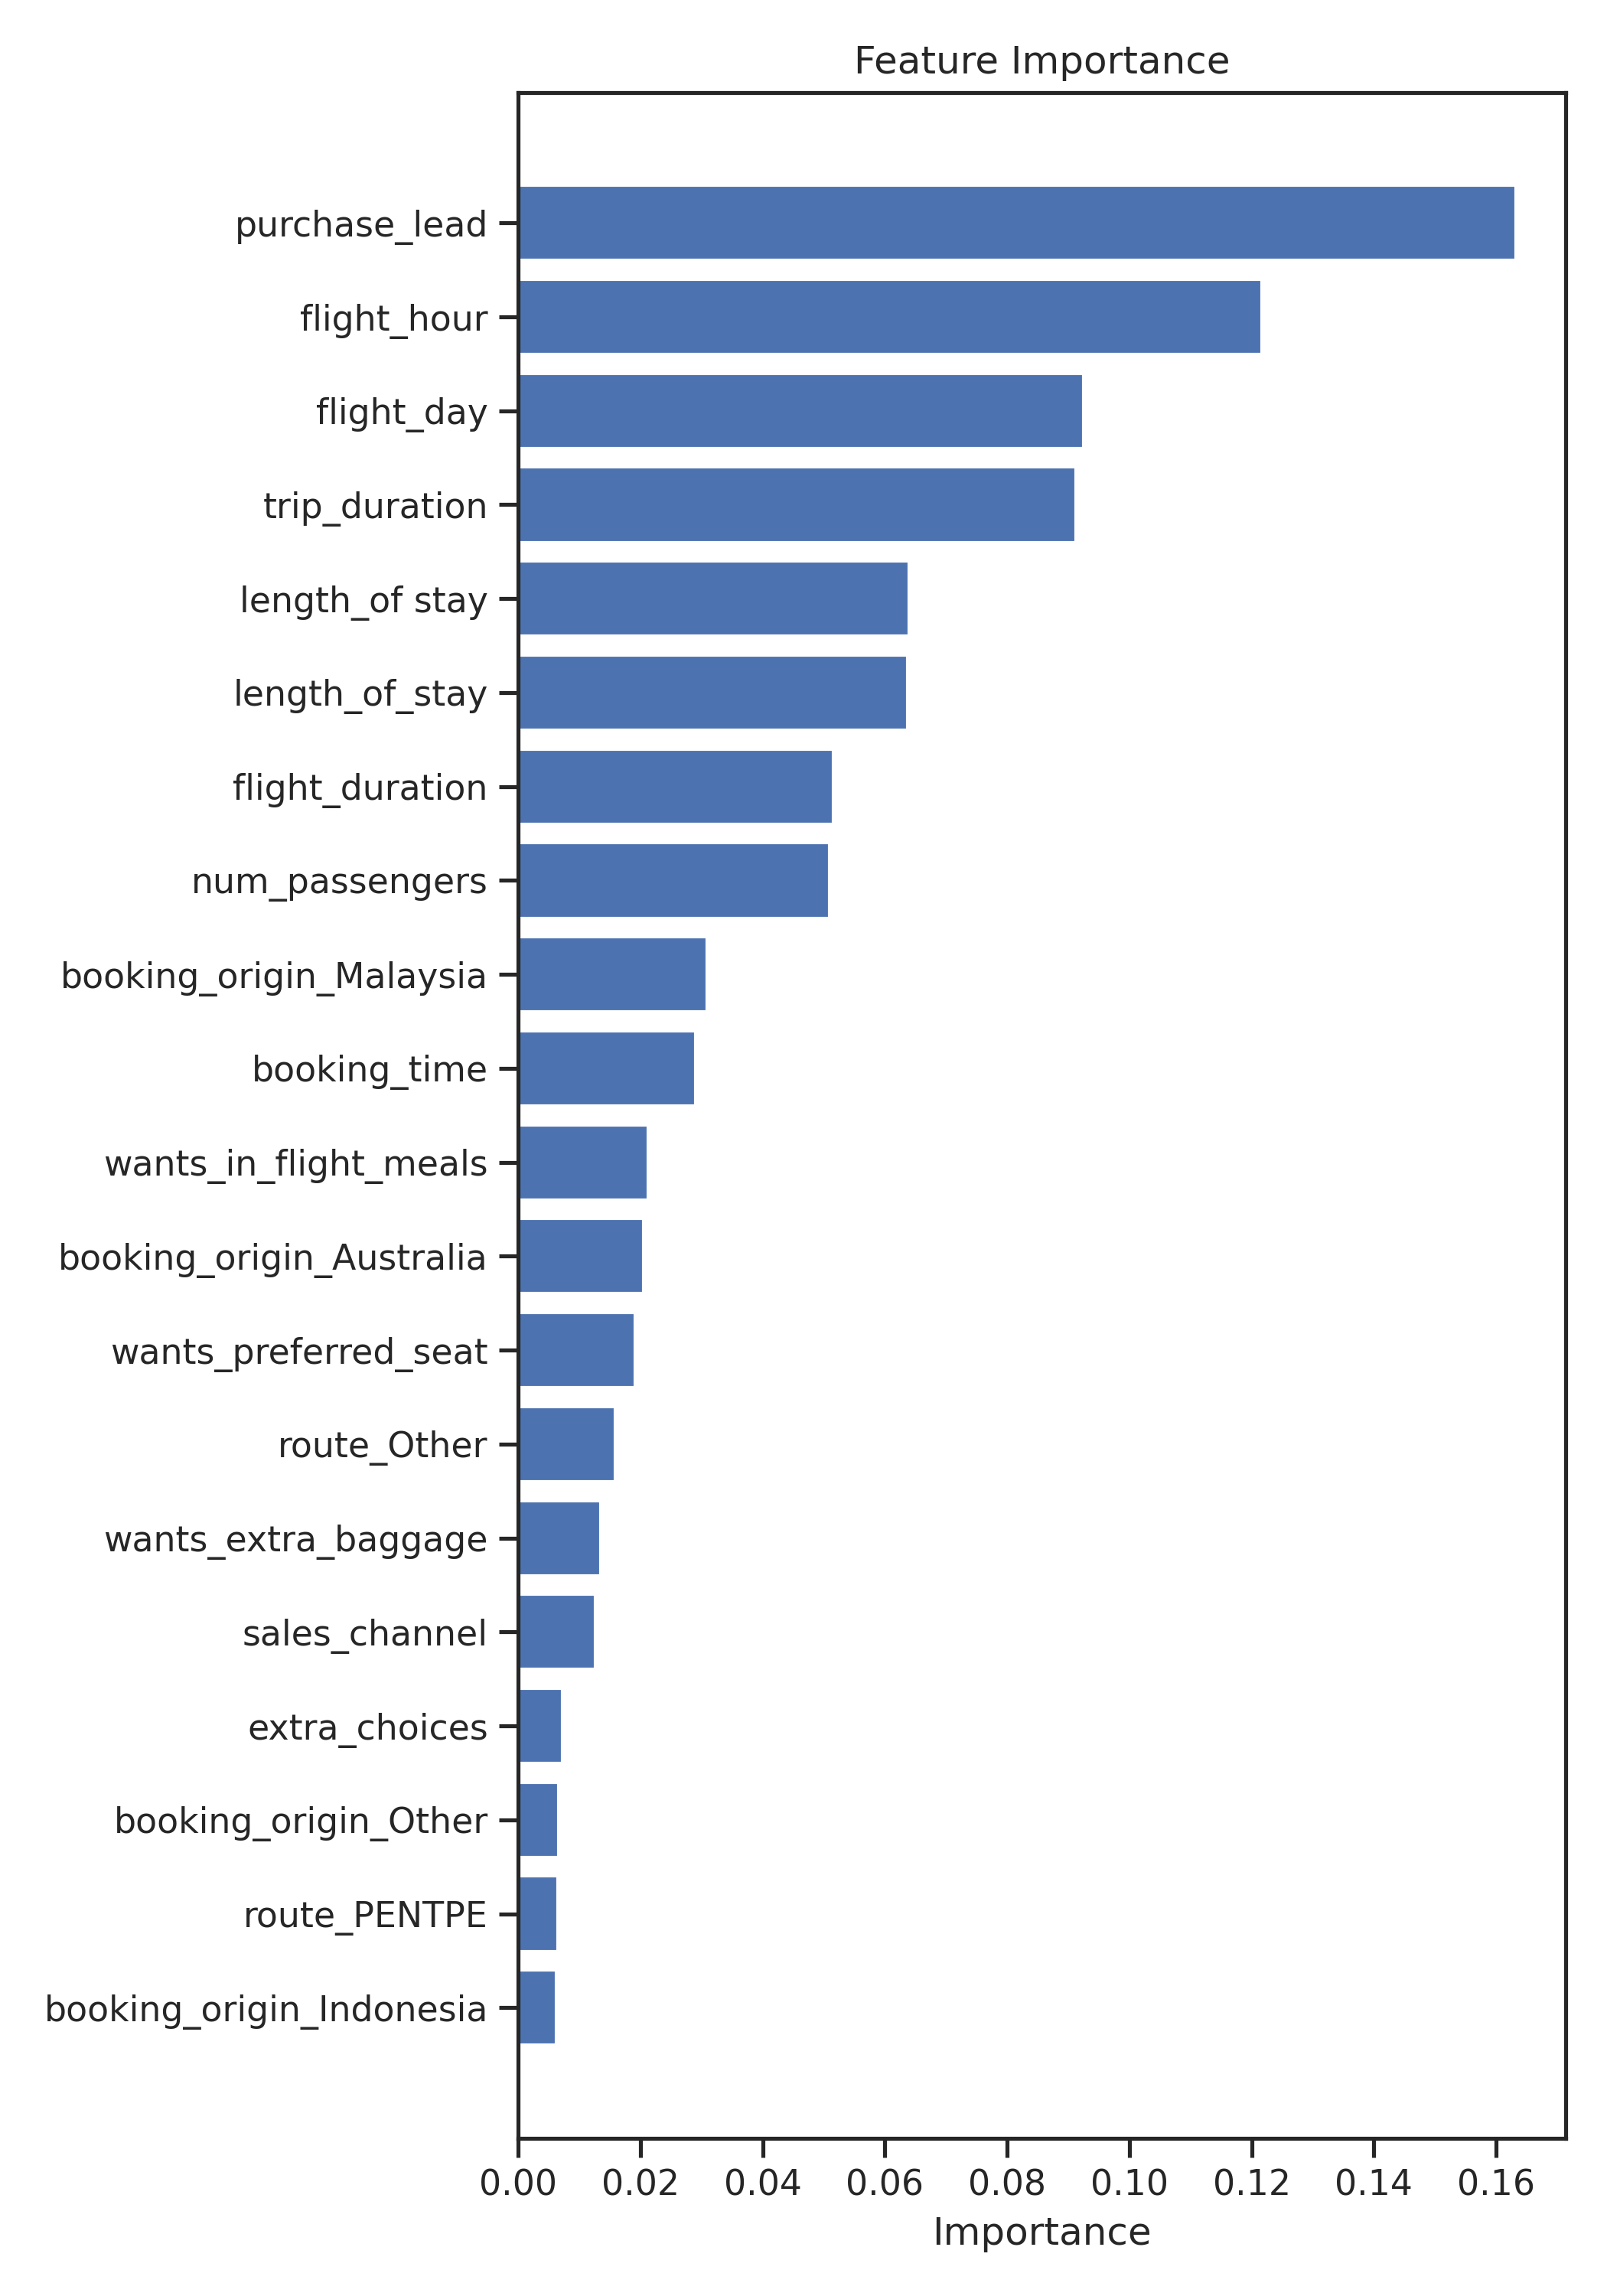 Feature Importance
purchase_lead
flight_hour
flight_day
trip_duration
length_of stay
length_of_stay
flight_duration
num_passengers
booking_origin_Malaysia
booking_time
wants_in_flight_meals
booking_origin_Australia
wants_preferred_seat
route_Other
wants_extra_baggage
sales_channel
extra_choices
booking_origin_Other
route_PENTPE
booking_origin_Indonesia
0.00 0.02 0.04 0.06 0.08 0.10 0.12 0.14 0.16
Importance